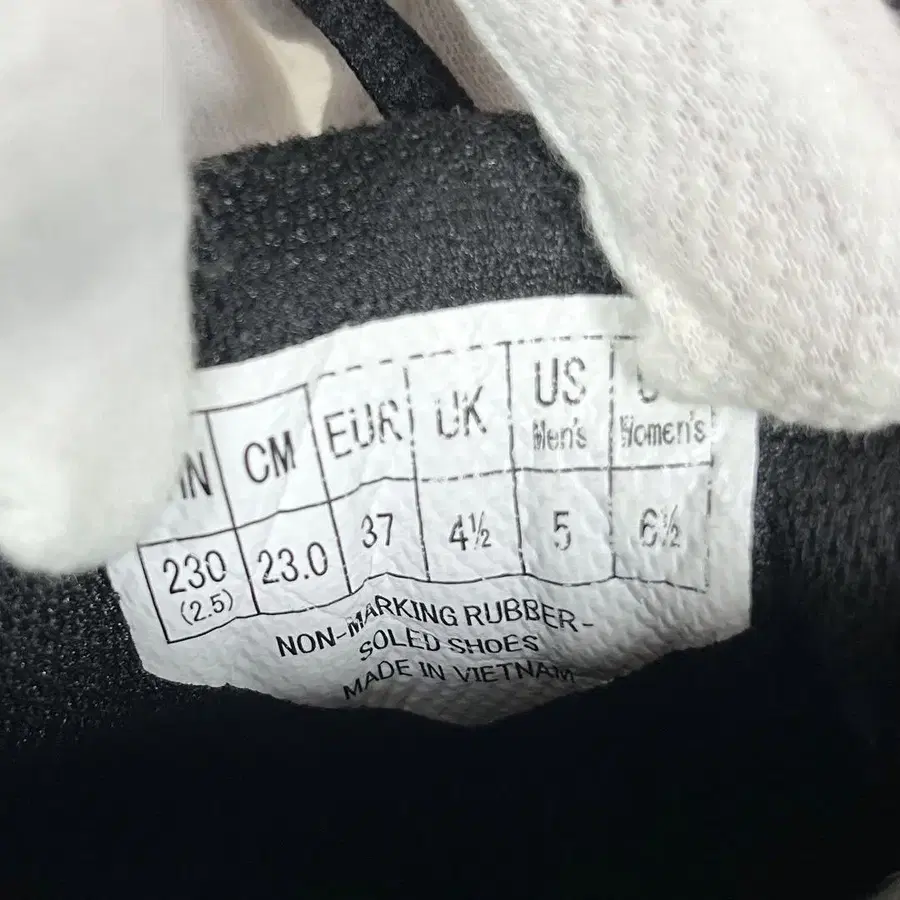 CM EUR UK US Men's Women's
230 (2.5) 23.0 37 4½ 5 6½
NON-MARKING RUBBER-
SOLED SHOES
MADE IN VIETNAM